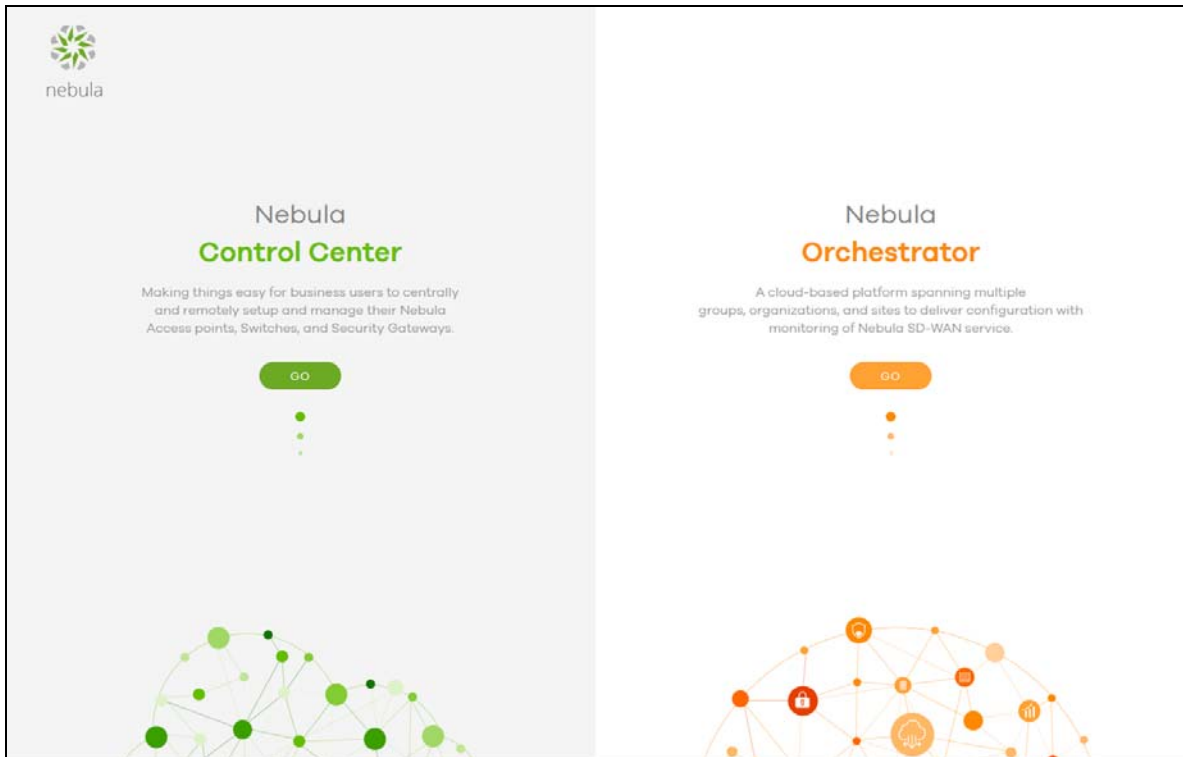 nebula
Nebula
Control Center
Making things easy for business users to centrally
and remotely setup and manage their Nebula
Access points, Switches, and Security Gateways.
GO
Nebula
Orchestrator
A cloud-based platform spanning multiple
groups, organizations, and sites to deliver configuration with
monitoring of Nebula SD-WAN service.
GO